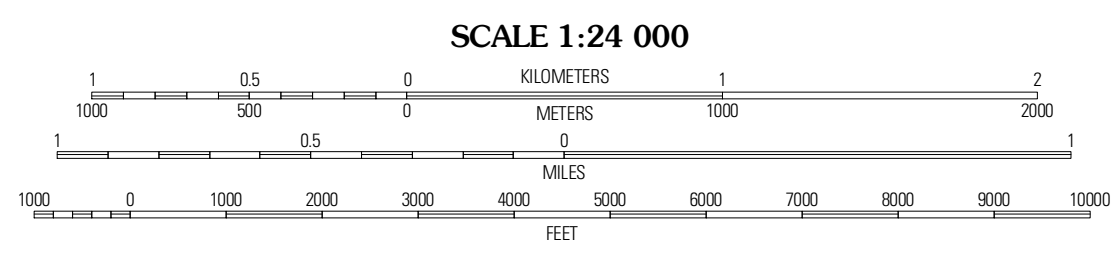 SCALE 1:24 000
1 0.5 0 KILOMETERS 1 2
1000 500 0 METERS 1000 2000
1 0.5 0 1
MILES
1000 0 1000 2000 3000 4000 5000 6000 7000 8000 9000 10000
FEET